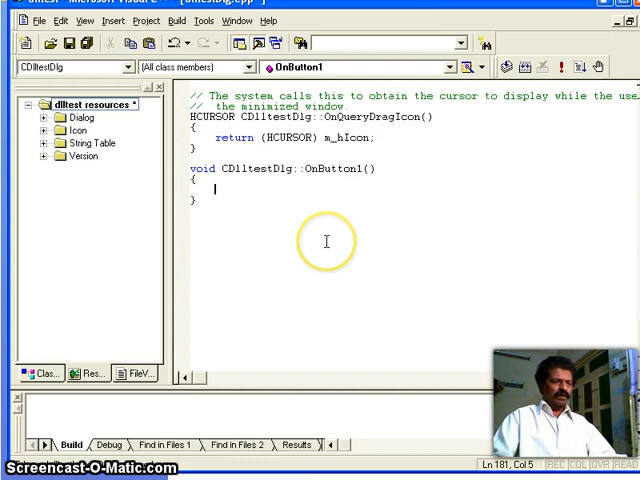 dlltest - Microsoft Visual C++ - [dlltestDlg.cpp *]
File Edit View Insert Project Build Tools Window Help
CDlltestDlg (All class members) OnButton1
dlltest resources *
Dialog
Icon
String Table
Version
Clas... Res... FileV...
// The system calls this to obtain the cursor to display while the use
// the minimized window.
HCURSOR CDlltestDlg::OnQueryDragIcon()
{
return (HCURSOR) m_hIcon;
}
void CDlltestDlg::OnButton1()
{
}
Build Debug Find in Files 1 Find in Files 2 Results
Ln 181, Col 5 REC COL OVR READ
Screencast-O-Matic.com